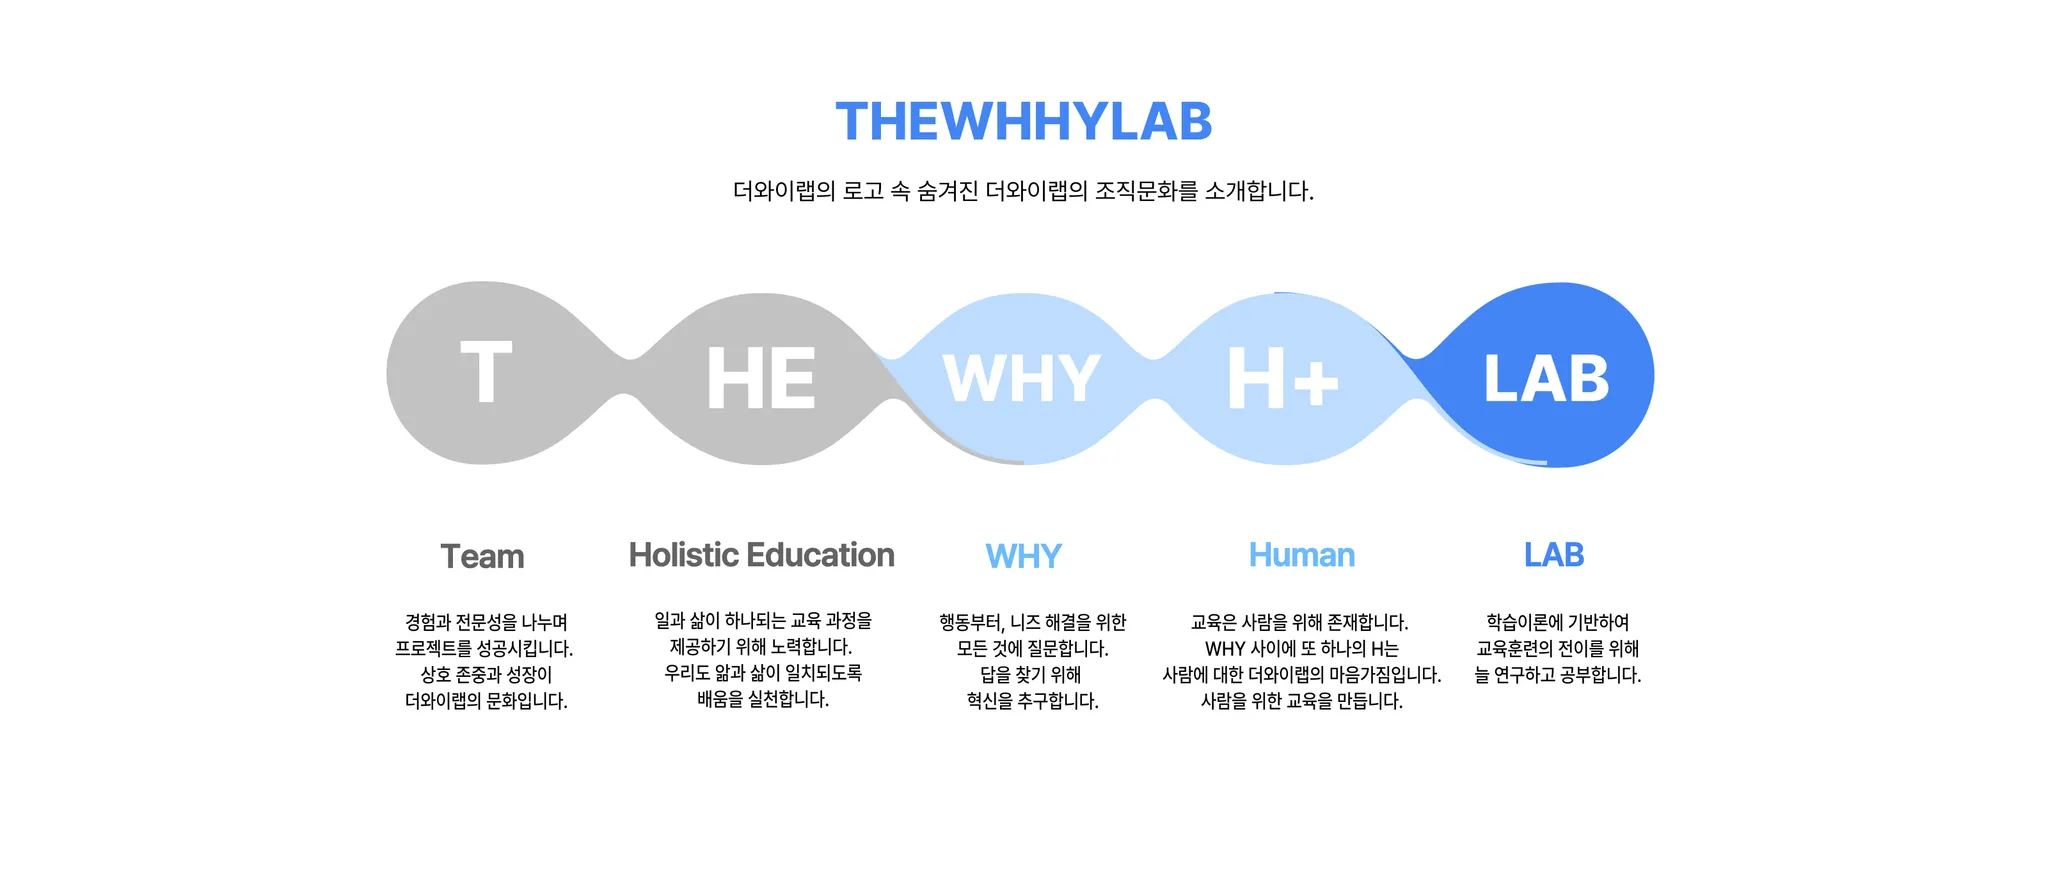 THEWHHYLAB
더와이랩의 로고 속 숨겨진 더와이랩의 조직문화를 소개합니다.
T
HE
WHY
H+
LAB
Team
경험과 전문성을 나누며
프로젝트를 성공시킵니다.
상호 존중과 성장이
더와이랩의 문화입니다.
Holistic Education
일과 삶이 하나되는 교육 과정을
제공하기 위해 노력합니다.
우리도 앎과 삶이 일치되도록
배움을 실천합니다.
WHY
행동부터, 니즈 해결을 위한
모든 것에 질문합니다.
답을 찾기 위해
혁신을 추구합니다.
Human
교육은 사람을 위해 존재합니다.
WHY 사이에 또 하나의 H는
사람에 대한 더와이랩의 마음가짐입니다.
사람을 위한 교육을 만듭니다.
LAB
학습이론에 기반하여
교육훈련의 전이를 위해
늘 연구하고 공부합니다.